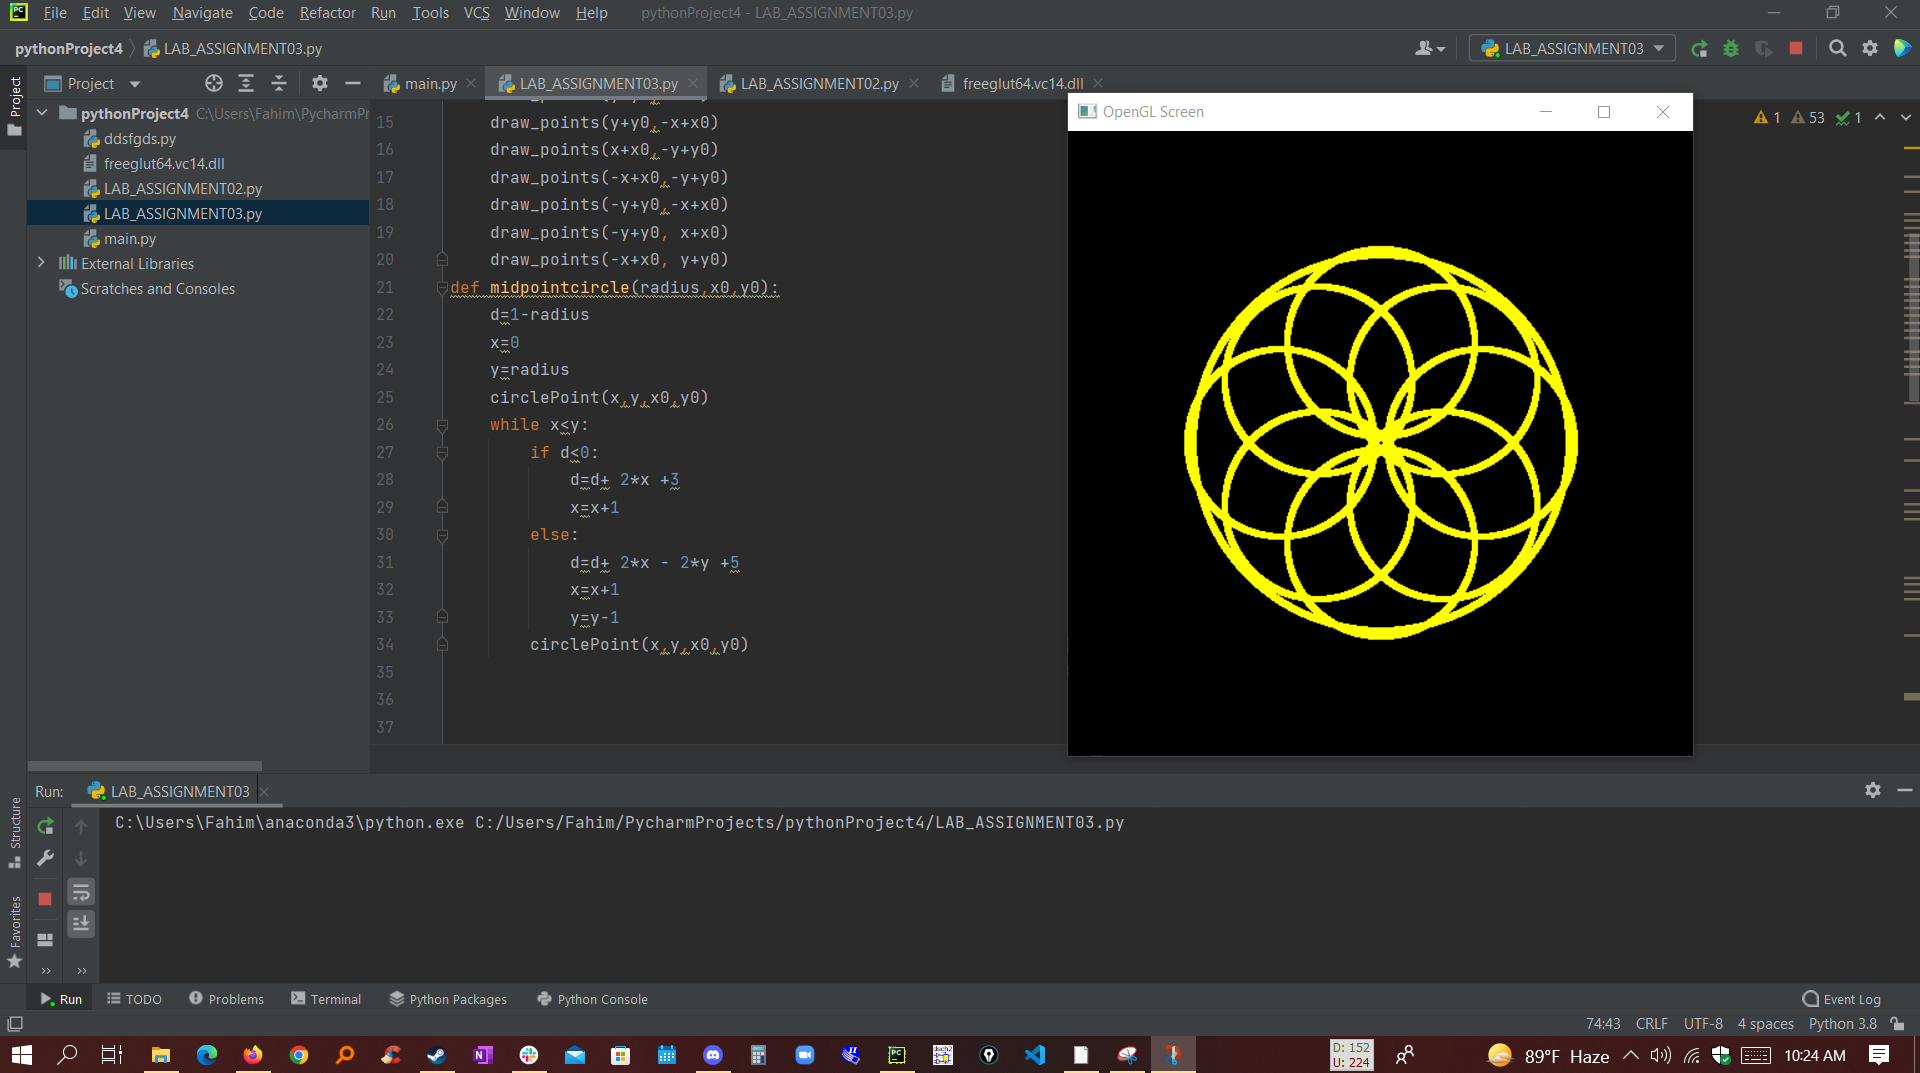 PC File Edit View Navigate Code Refactor Run Tools VCS Window Help pythonProject4 - LAB_ASSIGNMENT03.py
pythonProject4 LAB_ASSIGNMENT03.py LAB_ASSIGNMENT03
Project Project main.py LAB_ASSIGNMENT03.py LAB_ASSIGNMENT02.py freeglut64.vc14.dll
pythonProject4 C:\Users\Fahim\PycharmPr
ddsfgds.py
freeglut64.vc14.dll
LAB_ASSIGNMENT02.py
LAB_ASSIGNMENT03.py
main.py
External Libraries
Scratches and Consoles
15 draw_points(y+y0,-x+x0)
16 draw_points(x+x0,-y+y0)
17 draw_points(-x+x0,-y+y0)
18 draw_points(-y+y0,-x+x0)
19 draw_points(-y+y0, x+x0)
20 draw_points(-x+x0, y+y0)
21 def midpointcircle(radius,x0,y0):
22 d=1-radius
23 x=0
24 y=radius
25 circlePoint(x,y,x0,y0)
26 while x<y:
27 if d<0:
28 d=d+ 2*x +3
29 x=x+1
30 else:
31 d=d+ 2*x - 2*y +5
32 x=x+1
33 y=y-1
34 circlePoint(x,y,x0,y0)
35
36
37
OpenGL Screen
1 53 1
Run: LAB_ASSIGNMENT03
C:\Users\Fahim\anaconda3\python.exe C:/Users/Fahim/PycharmProjects/pythonProject4/LAB_ASSIGNMENT03.py
Structure
Favorites
Run TODO Problems Terminal Python Packages Python Console Event Log
74:43 CRLF UTF-8 4 spaces Python 3.8
D: 152
U: 224
89°F Haze 10:24 AM